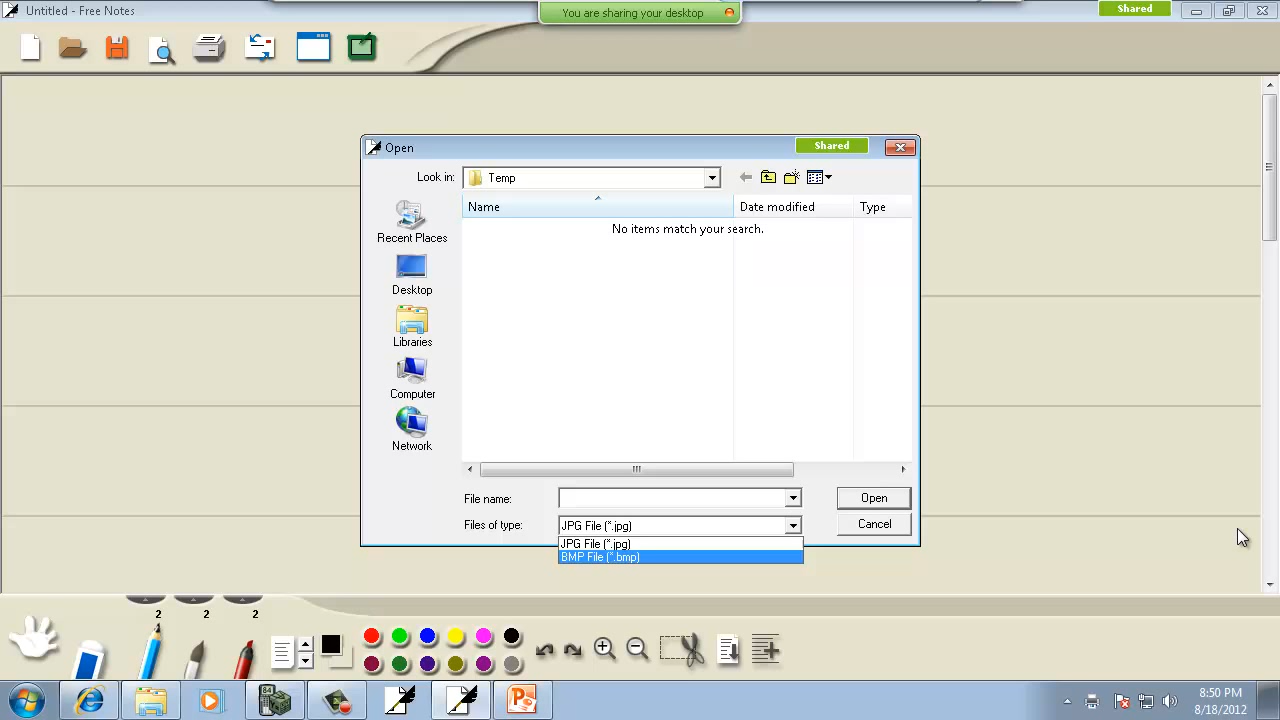 Untitled - Free Notes
You are sharing your desktop
Shared
Open
Shared
Look in:
Temp
Name
Date modified
Type
No items match your search.
Recent Places
Desktop
Libraries
Computer
Network
File name:
Open
Files of type:
JPG File (*.jpg)
Cancel
JPG File (*.jpg)
BMP File (*.bmp)
2
2
2
84
8:50 PM
8/18/2012